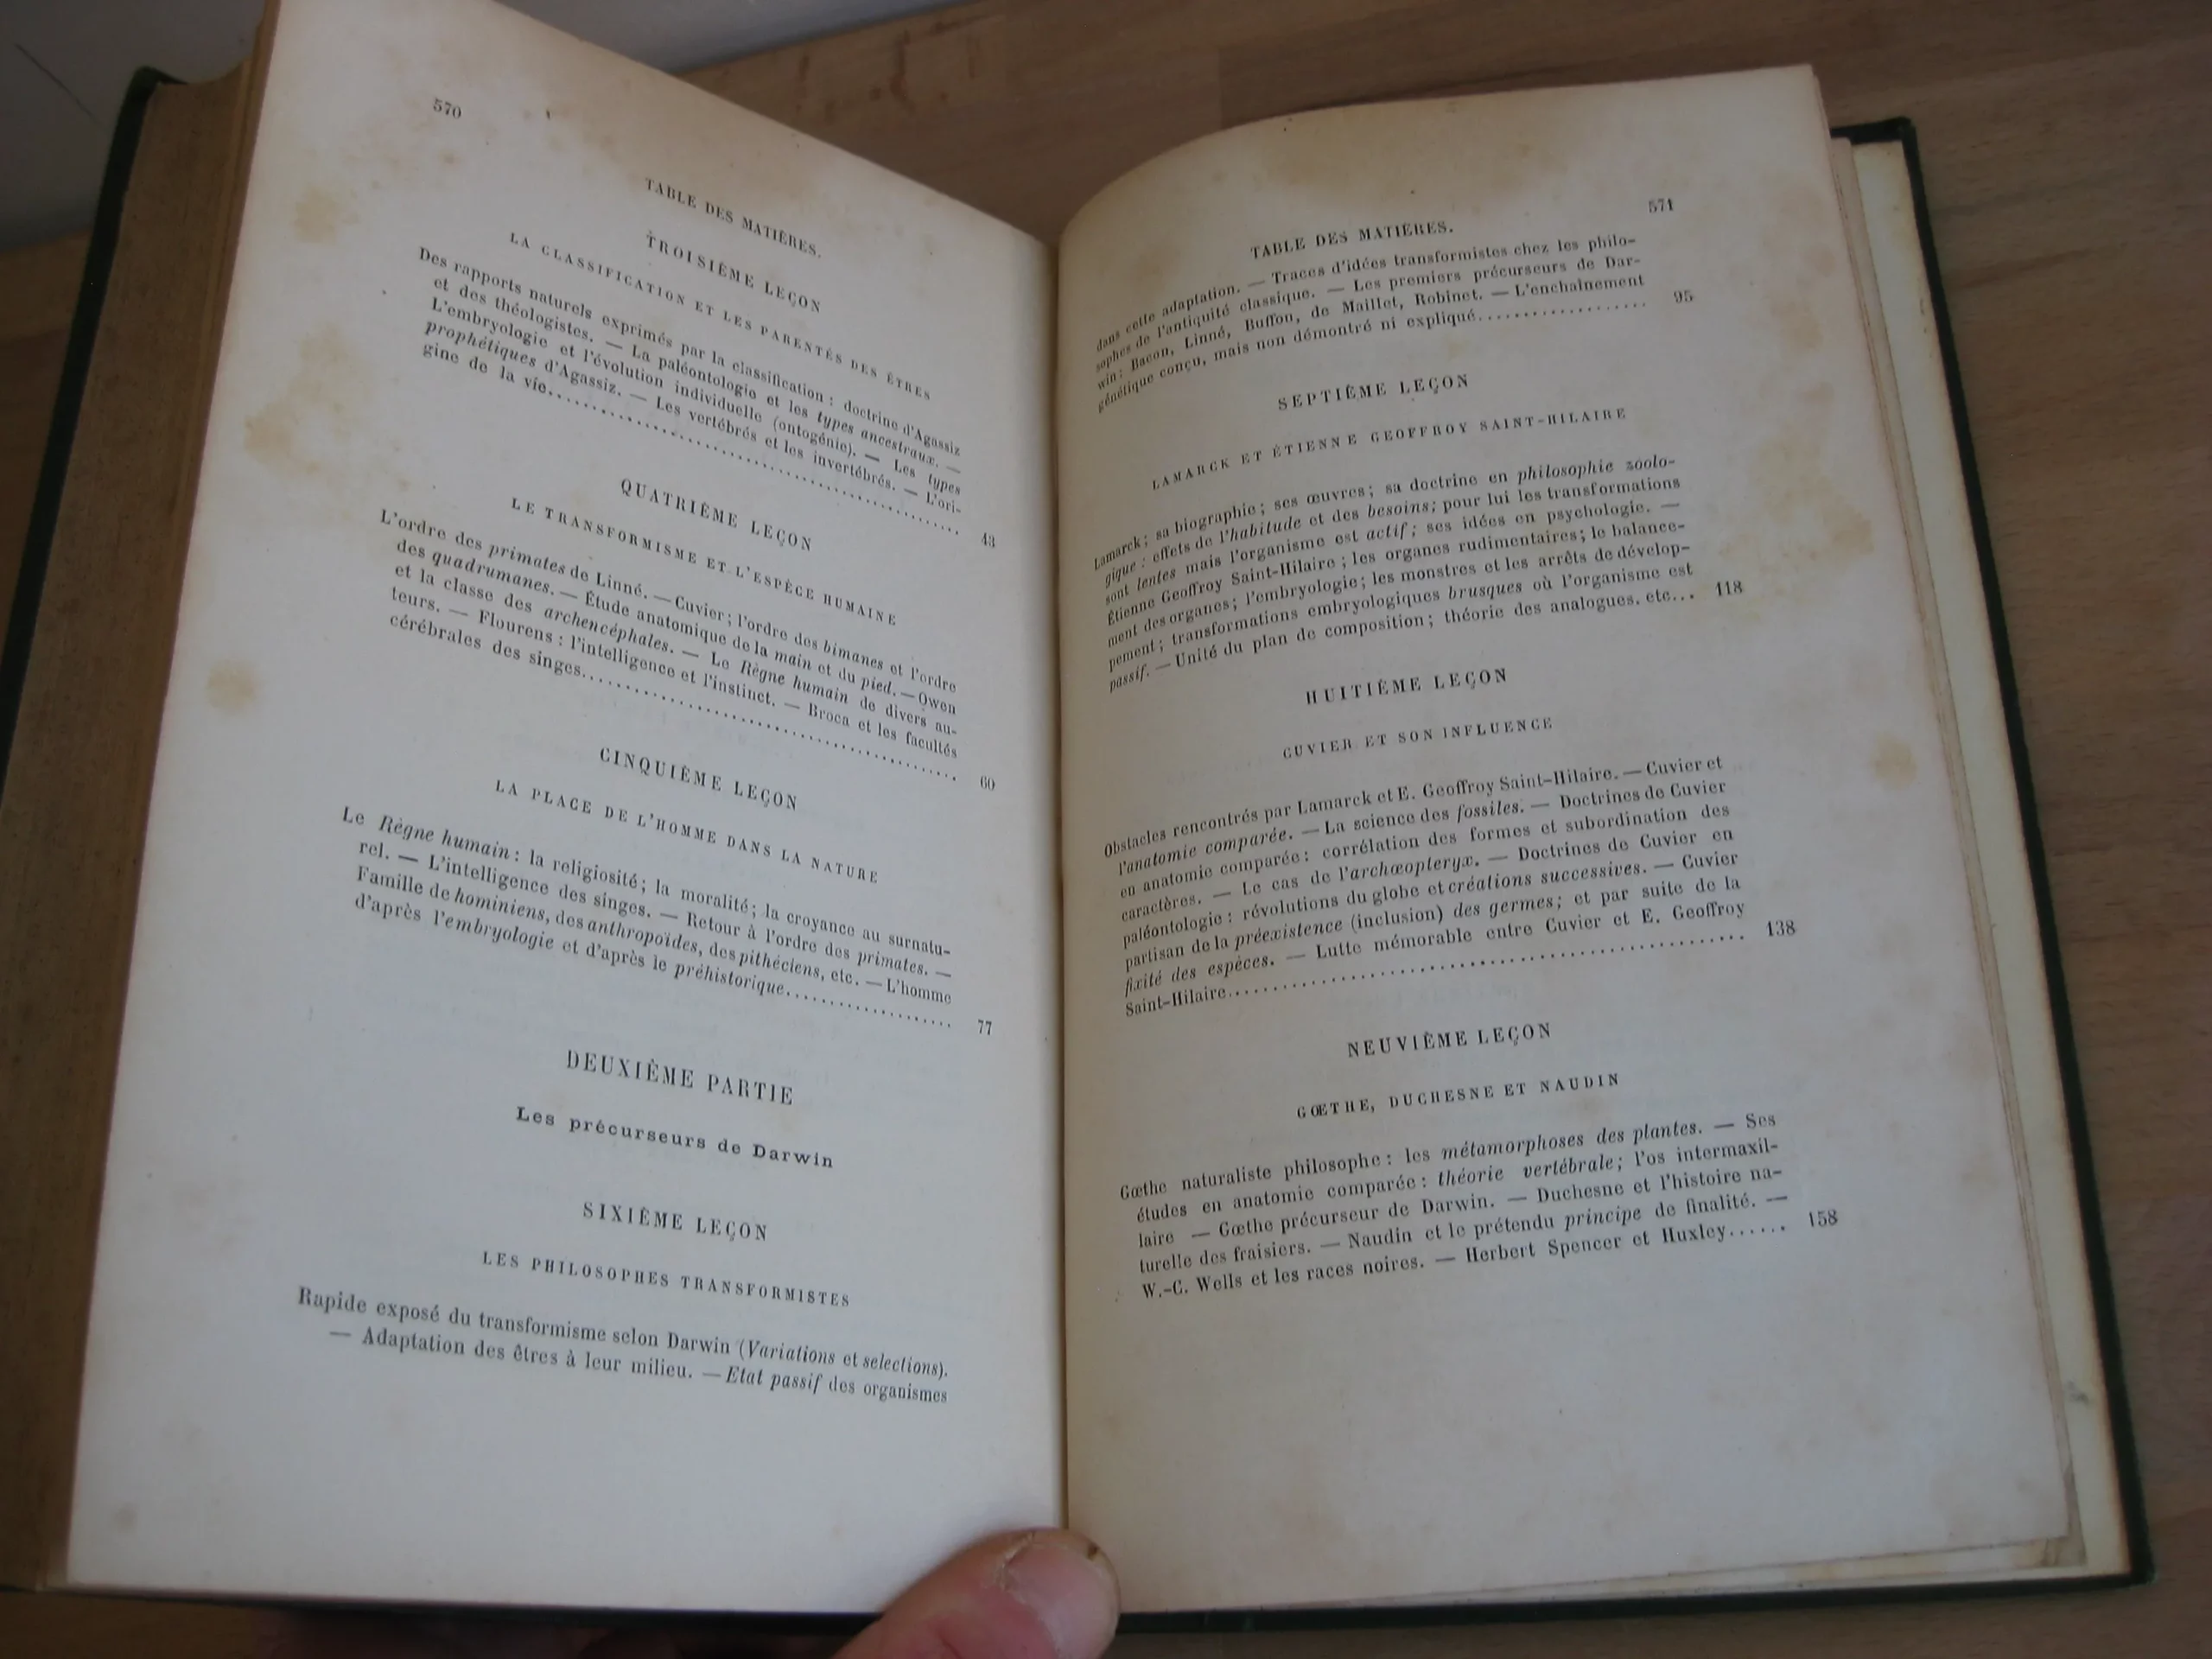 570
TABLE DES MATIÈRES.
TROISIÈME LEÇON
LA CLASSIFICATION ET LES PARENTÉS DES ÊTRES
Des rapports naturels exprimés par la classification : doctrine d'Agassiz
et des théologistes. — La paléontologie et les types ancestraux. —
L'embryologie et l'évolution individuelle (ontogénie). — Les types
prophétiques d'Agassiz. — Les vertébrés et les invertébrés. — L'ori-
gine de la vie........................................ 43
QUATRIÈME LEÇON
LE TRANSFORMISME ET L'ESPÈCE HUMAINE
L'ordre des primates de Linné. — Cuvier; l'ordre des bimanes et l'ordre
des quadrumanes. — Étude anatomique de la main et du pied. — Owen
et la classe des archencéphales. — Le Règne humain de divers au-
teurs. — Flourens : l'intelligence et l'instinct. — Broca et les facultés
cérébrales des singes........................................ 60
CINQUIÈME LEÇON
LA PLACE DE L'HOMME DANS LA NATURE
Le Règne humain : la religiosité; la moralité; la croyance au surnatu-
rel. — L'intelligence des singes. — Retour à l'ordre des primates. —
Famille de hominiens, des anthropoïdes, des pithéciens, etc. — L'homme
d'après l'embryologie et d'après le préhistorique.................... 77
DEUXIÈME PARTIE
Les précurseurs de Darwin
SIXIÈME LEÇON
LES PHILOSOPHES TRANSFORMISTES
Rapide exposé du transformisme selon Darwin (Variations et selections).
— Adaptation des êtres à leur milieu. — Etat passif des organismes
571
TABLE DES MATIÈRES.
dans cette adaptation. — Traces d'idées transformistes chez les philo-
sophes de l'antiquité classique. — Les premiers précurseurs de Dar-
win : Bacon, Linné, Buffon, de Maillet, Robinet. — L'enchaînement
génétique conçu, mais non démontré ni expliqué.................... 95
SEPTIÈME LEÇON
LAMARCK ET ÉTIENNE GEOFFROY SAINT-HILAIRE
Lamarck; sa biographie; ses œuvres; sa doctrine en philosophie zoolo-
gique : effets de l'habitude et des besoins; pour lui les transformations
sont lentes mais l'organisme est actif; ses idées en psychologie. —
Étienne Geoffroy Saint-Hilaire; les organes rudimentaires; le balance-
ment des organes; l'embryologie; les monstres et les arrêts de dévelop-
pement; transformations embryologiques brusques où l'organisme est
passif. — Unité du plan de composition; théorie des analogues, etc... 118
HUITIÈME LEÇON
CUVIER ET SON INFLUENCE
Obstacles rencontrés par Lamarck et E. Geoffroy Saint-Hilaire. — Cuvier et
l'anatomie comparée. — La science des fossiles. — Doctrines de Cuvier
en anatomie comparée : corrélation des formes et subordination des
caractères. — Le cas de l'archœopteryx. — Doctrines de Cuvier en
paléontologie : révolutions du globe et créations successives. — Cuvier
partisan de la préexistence (inclusion) des germes; et par suite de la
fixité des espèces. — Lutte mémorable entre Cuvier et E. Geoffroy
Saint-Hilaire........................................ 138
NEUVIÈME LEÇON
GŒTHE, DUCHESNE ET NAUDIN
Gœthe naturaliste philosophe : les métamorphoses des plantes. — Ses
études en anatomie comparée : théorie vertébrale; l'os intermaxil-
laire — Gœthe précurseur de Darwin. — Duchesne et l'histoire na-
turelle des fraisiers. — Naudin et le prétendu principe de finalité. —
W.-C. Wells et les races noires. — Herbert Spencer et Huxley...... 158